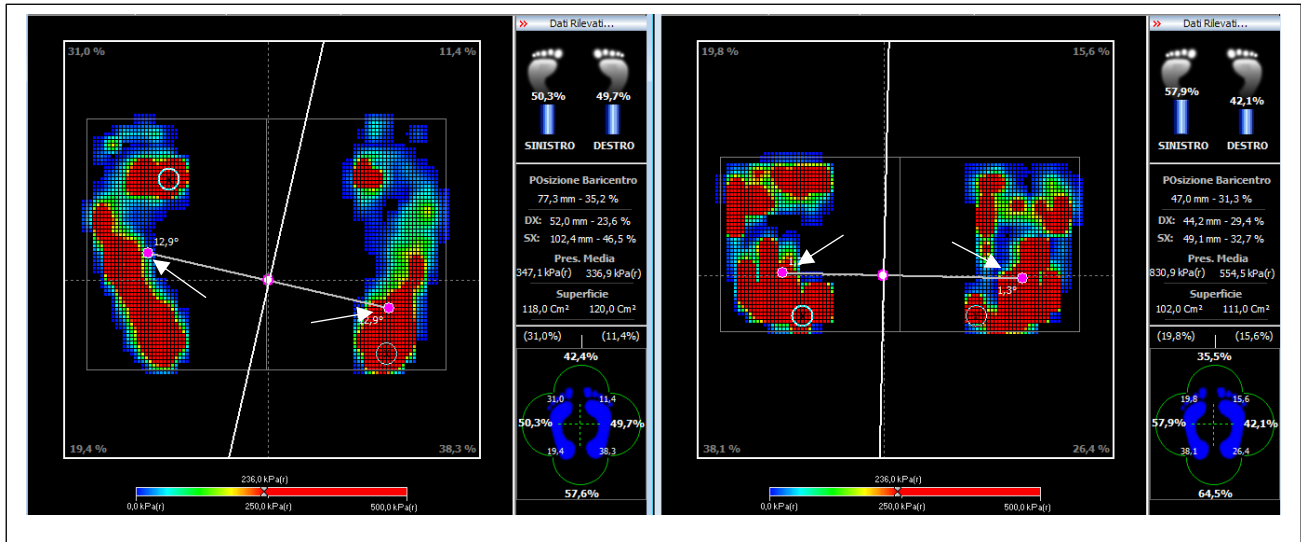 Dati Rilevati...
31,0 %
11,4 %
50,3%
49,7%
SINISTRO
DESTRO
POsizione Baricentro
77,3 mm - 35,2 %
DX: 52,0 mm - 23,6 %
SX: 102,4 mm - 46,5 %
Pres. Media
347,1 kPa(r) 336,9 kPa(r)
Superficie
118,0 Cm² 120,0 Cm²
(31,0%) (11,4%)
42,4%
31,0 11,4
50,3% 49,7%
19,4 38,3
57,6%
12,9°
19,4 %
38,3 %
236,0 kPa(r)
0,0 kPa(r) 250,0 kPa(r) 500,0 kPa(r)
Dati Rilevati...
19,8 %
15,6 %
57,9%
42,1%
SINISTRO
DESTRO
POsizione Baricentro
47,0 mm - 31,3 %
DX: 44,2 mm - 29,4 %
SX: 49,1 mm - 32,7 %
Pres. Media
830,9 kPa(r) 554,5 kPa(r)
Superficie
102,0 Cm² 111,0 Cm²
(19,8%) (15,6%)
35,5%
19,8 15,6
57,9% 42,1%
38,1 26,4
64,5%
1,3°
38,1 %
26,4 %
236,0 kPa(r)
0,0 kPa(r) 250,0 kPa(r) 500,0 kPa(r)